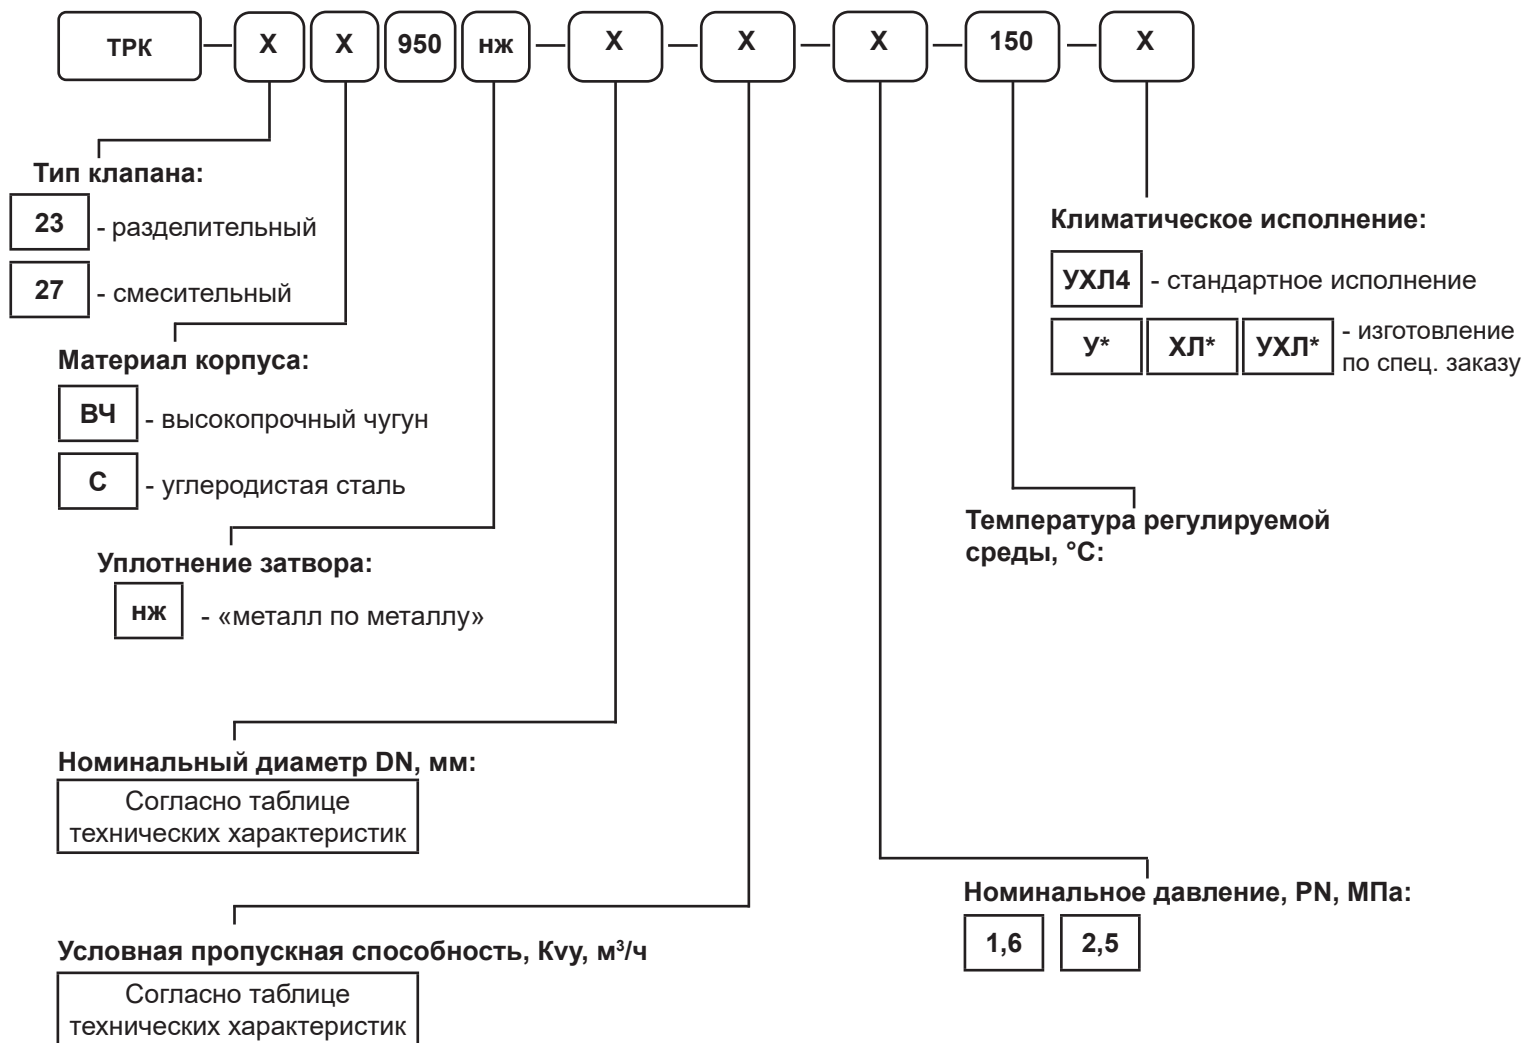 ТРК – X X 950 нж – X – X – X – 150 – X
Тип клапана:
23 - разделительный
27 - смесительный
Материал корпуса:
ВЧ - высокопрочный чугун
С - углеродистая сталь
Уплотнение затвора:
нж - «металл по металлу»
Номинальный диаметр DN, мм:
Согласно таблице
технических характеристик
Условная пропускная способность, Kvy, м³/ч
Согласно таблице
технических характеристик
Климатическое исполнение:
УХЛ4 - стандартное исполнение
У* ХЛ* УХЛ* - изготовление
по спец. заказу
Температура регулируемой
среды, °С:
Номинальное давление, PN, МПа:
1,6 2,5